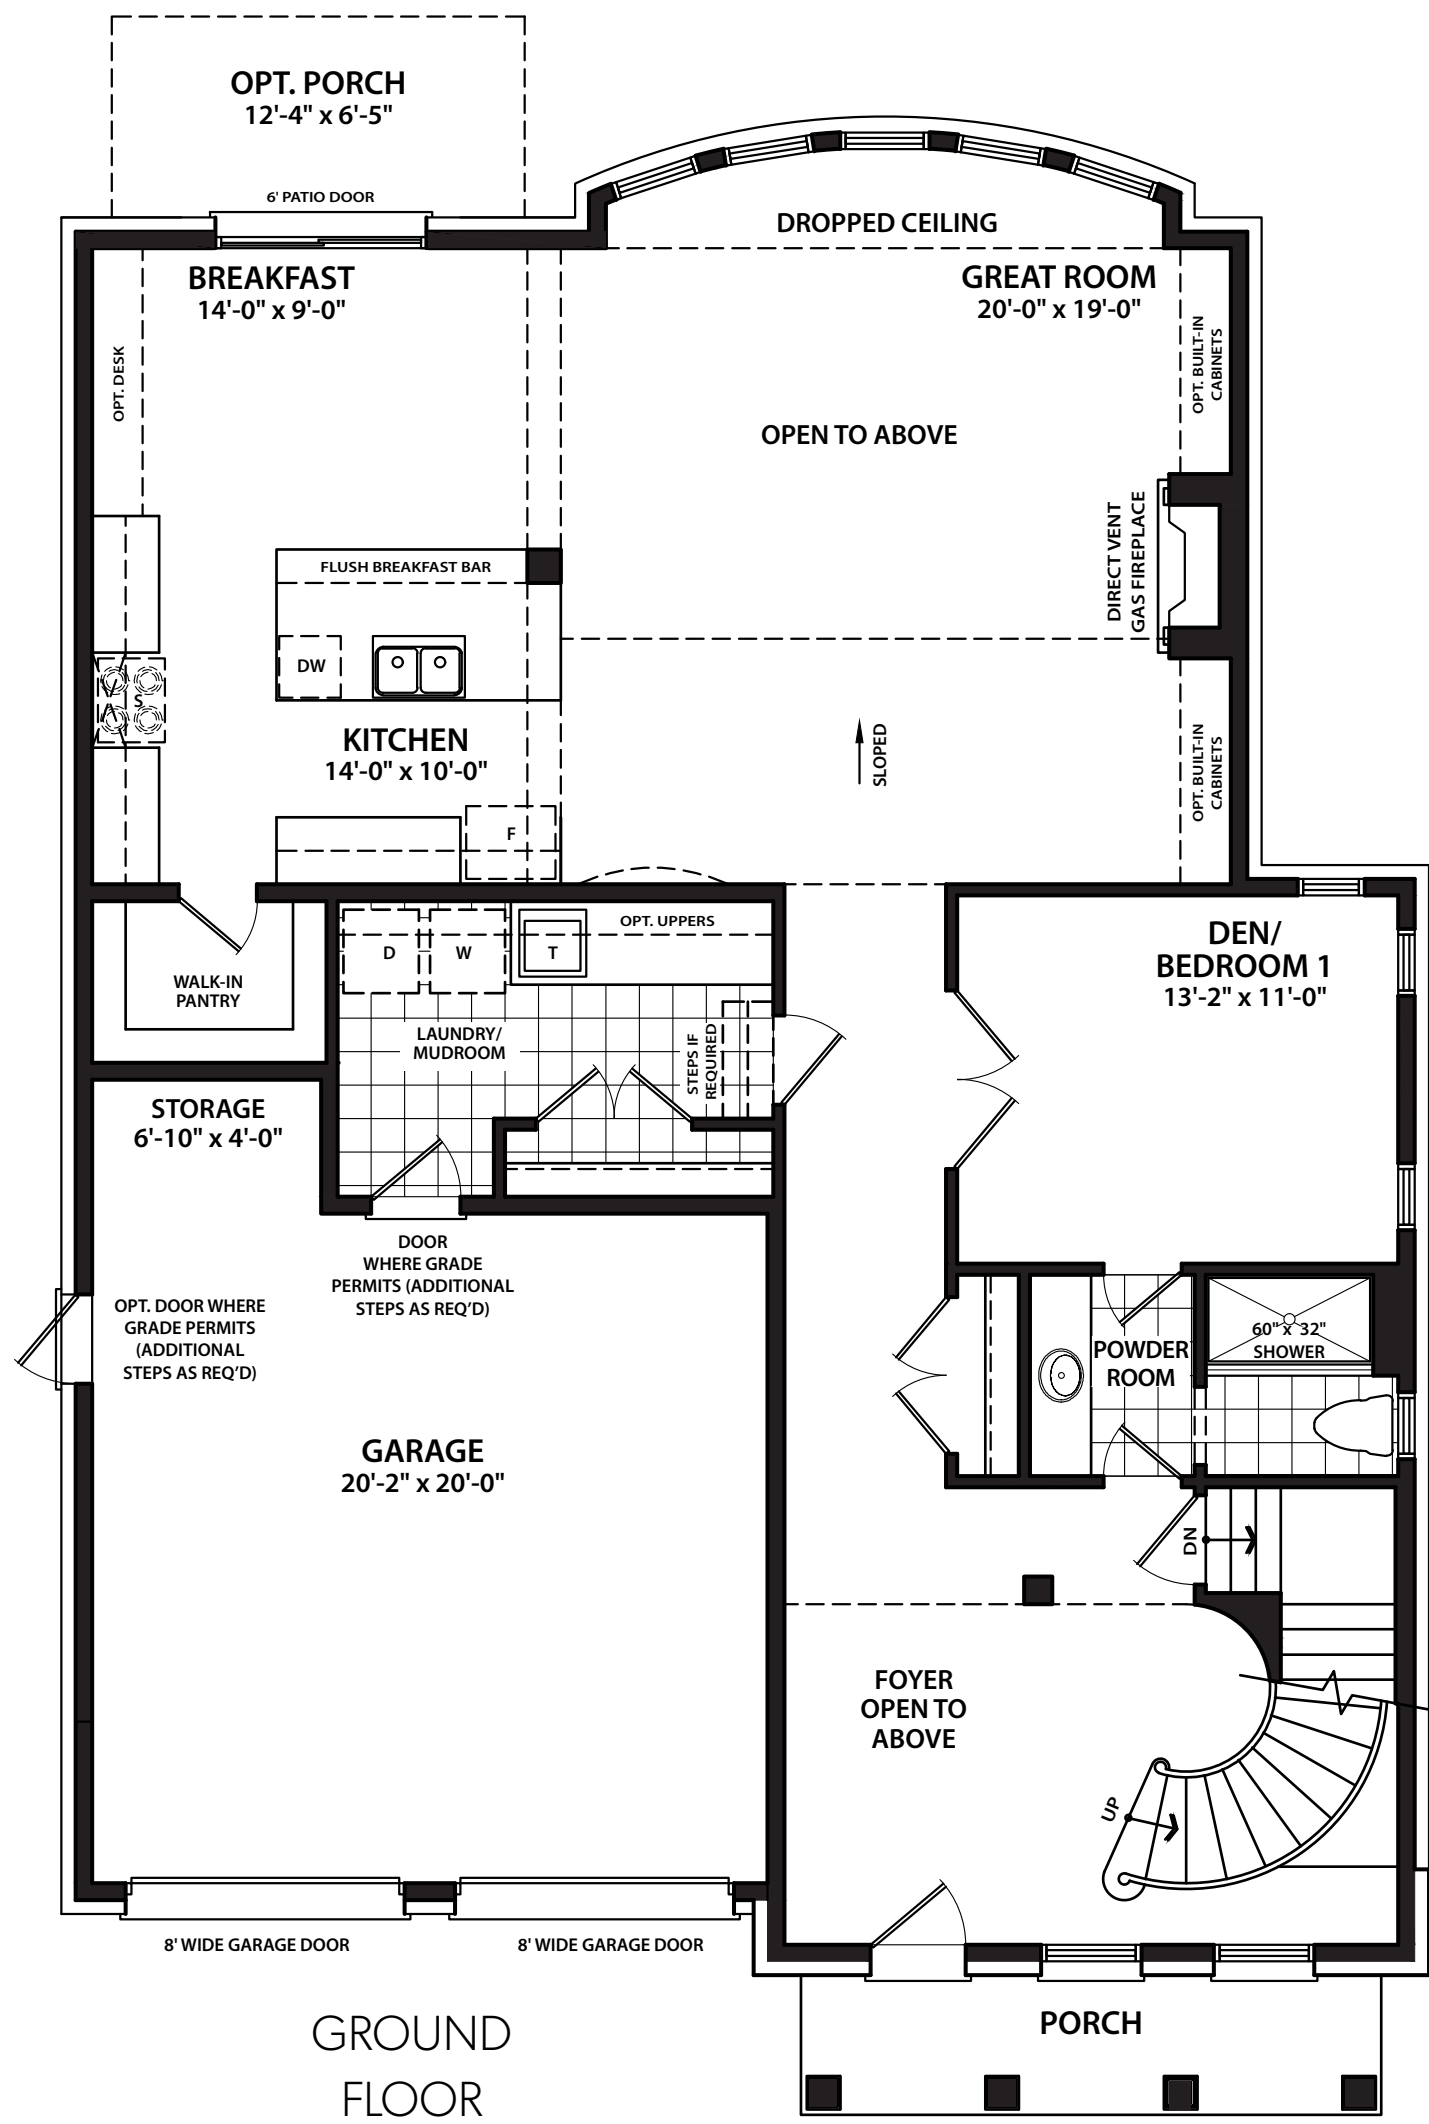 OPT. PORCH
12'-4" x 6'-5"
6' PATIO DOOR
DROPPED CEILING
BREAKFAST
14'-0" x 9'-0"
GREAT ROOM
20'-0" x 19'-0"
OPT. DESK
OPT. BUILT-IN
CABINETS
OPEN TO ABOVE
DIRECT VENT
GAS FIREPLACE
FLUSH BREAKFAST BAR
DW
S
KITCHEN
14'-0" x 10'-0"
SLOPED
OPT. BUILT-IN
CABINETS
F
OPT. UPPERS
D
W
T
WALK-IN
PANTRY
LAUNDRY/
MUDROOM
STEPS IF
REQUIRED
DEN/
BEDROOM 1
13'-2" x 11'-0"
STORAGE
6'-10" x 4'-0"
DOOR
WHERE GRADE
PERMITS (ADDITIONAL
STEPS AS REQ'D)
OPT. DOOR WHERE
GRADE PERMITS
(ADDITIONAL
STEPS AS REQ'D)
POWDER
ROOM
60" x 32"
SHOWER
GARAGE
20'-2" x 20'-0"
DN
FOYER
OPEN TO
ABOVE
UP
8' WIDE GARAGE DOOR
8' WIDE GARAGE DOOR
PORCH
GROUND
FLOOR